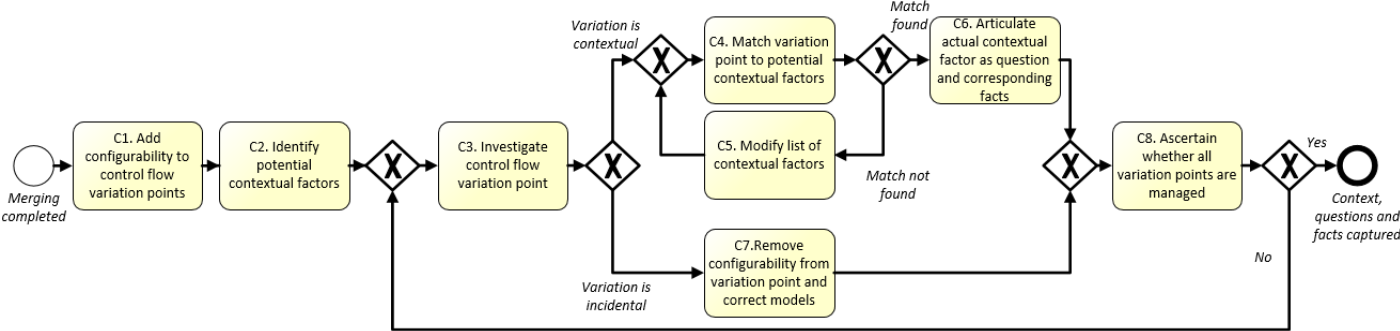 Merging
completed
C1. Add
configurability to
control flow
variation points
C2. Identify
potential
contextual factors
X
C3. Investigate
control flow
variation point
X
Variation is
contextual
X
C4. Match variation
point to potential
contextual factors
X
Match
found
C6. Articulate
actual contextual
factor as question
and corresponding
facts
C5. Modify list of
contextual factors
Match not
found
Variation is
incidental
C7.Remove
configurability from
variation point and
correct models
X
C8. Ascertain
whether all
variation points are
managed
X
Yes
No
Context,
questions and
facts captured